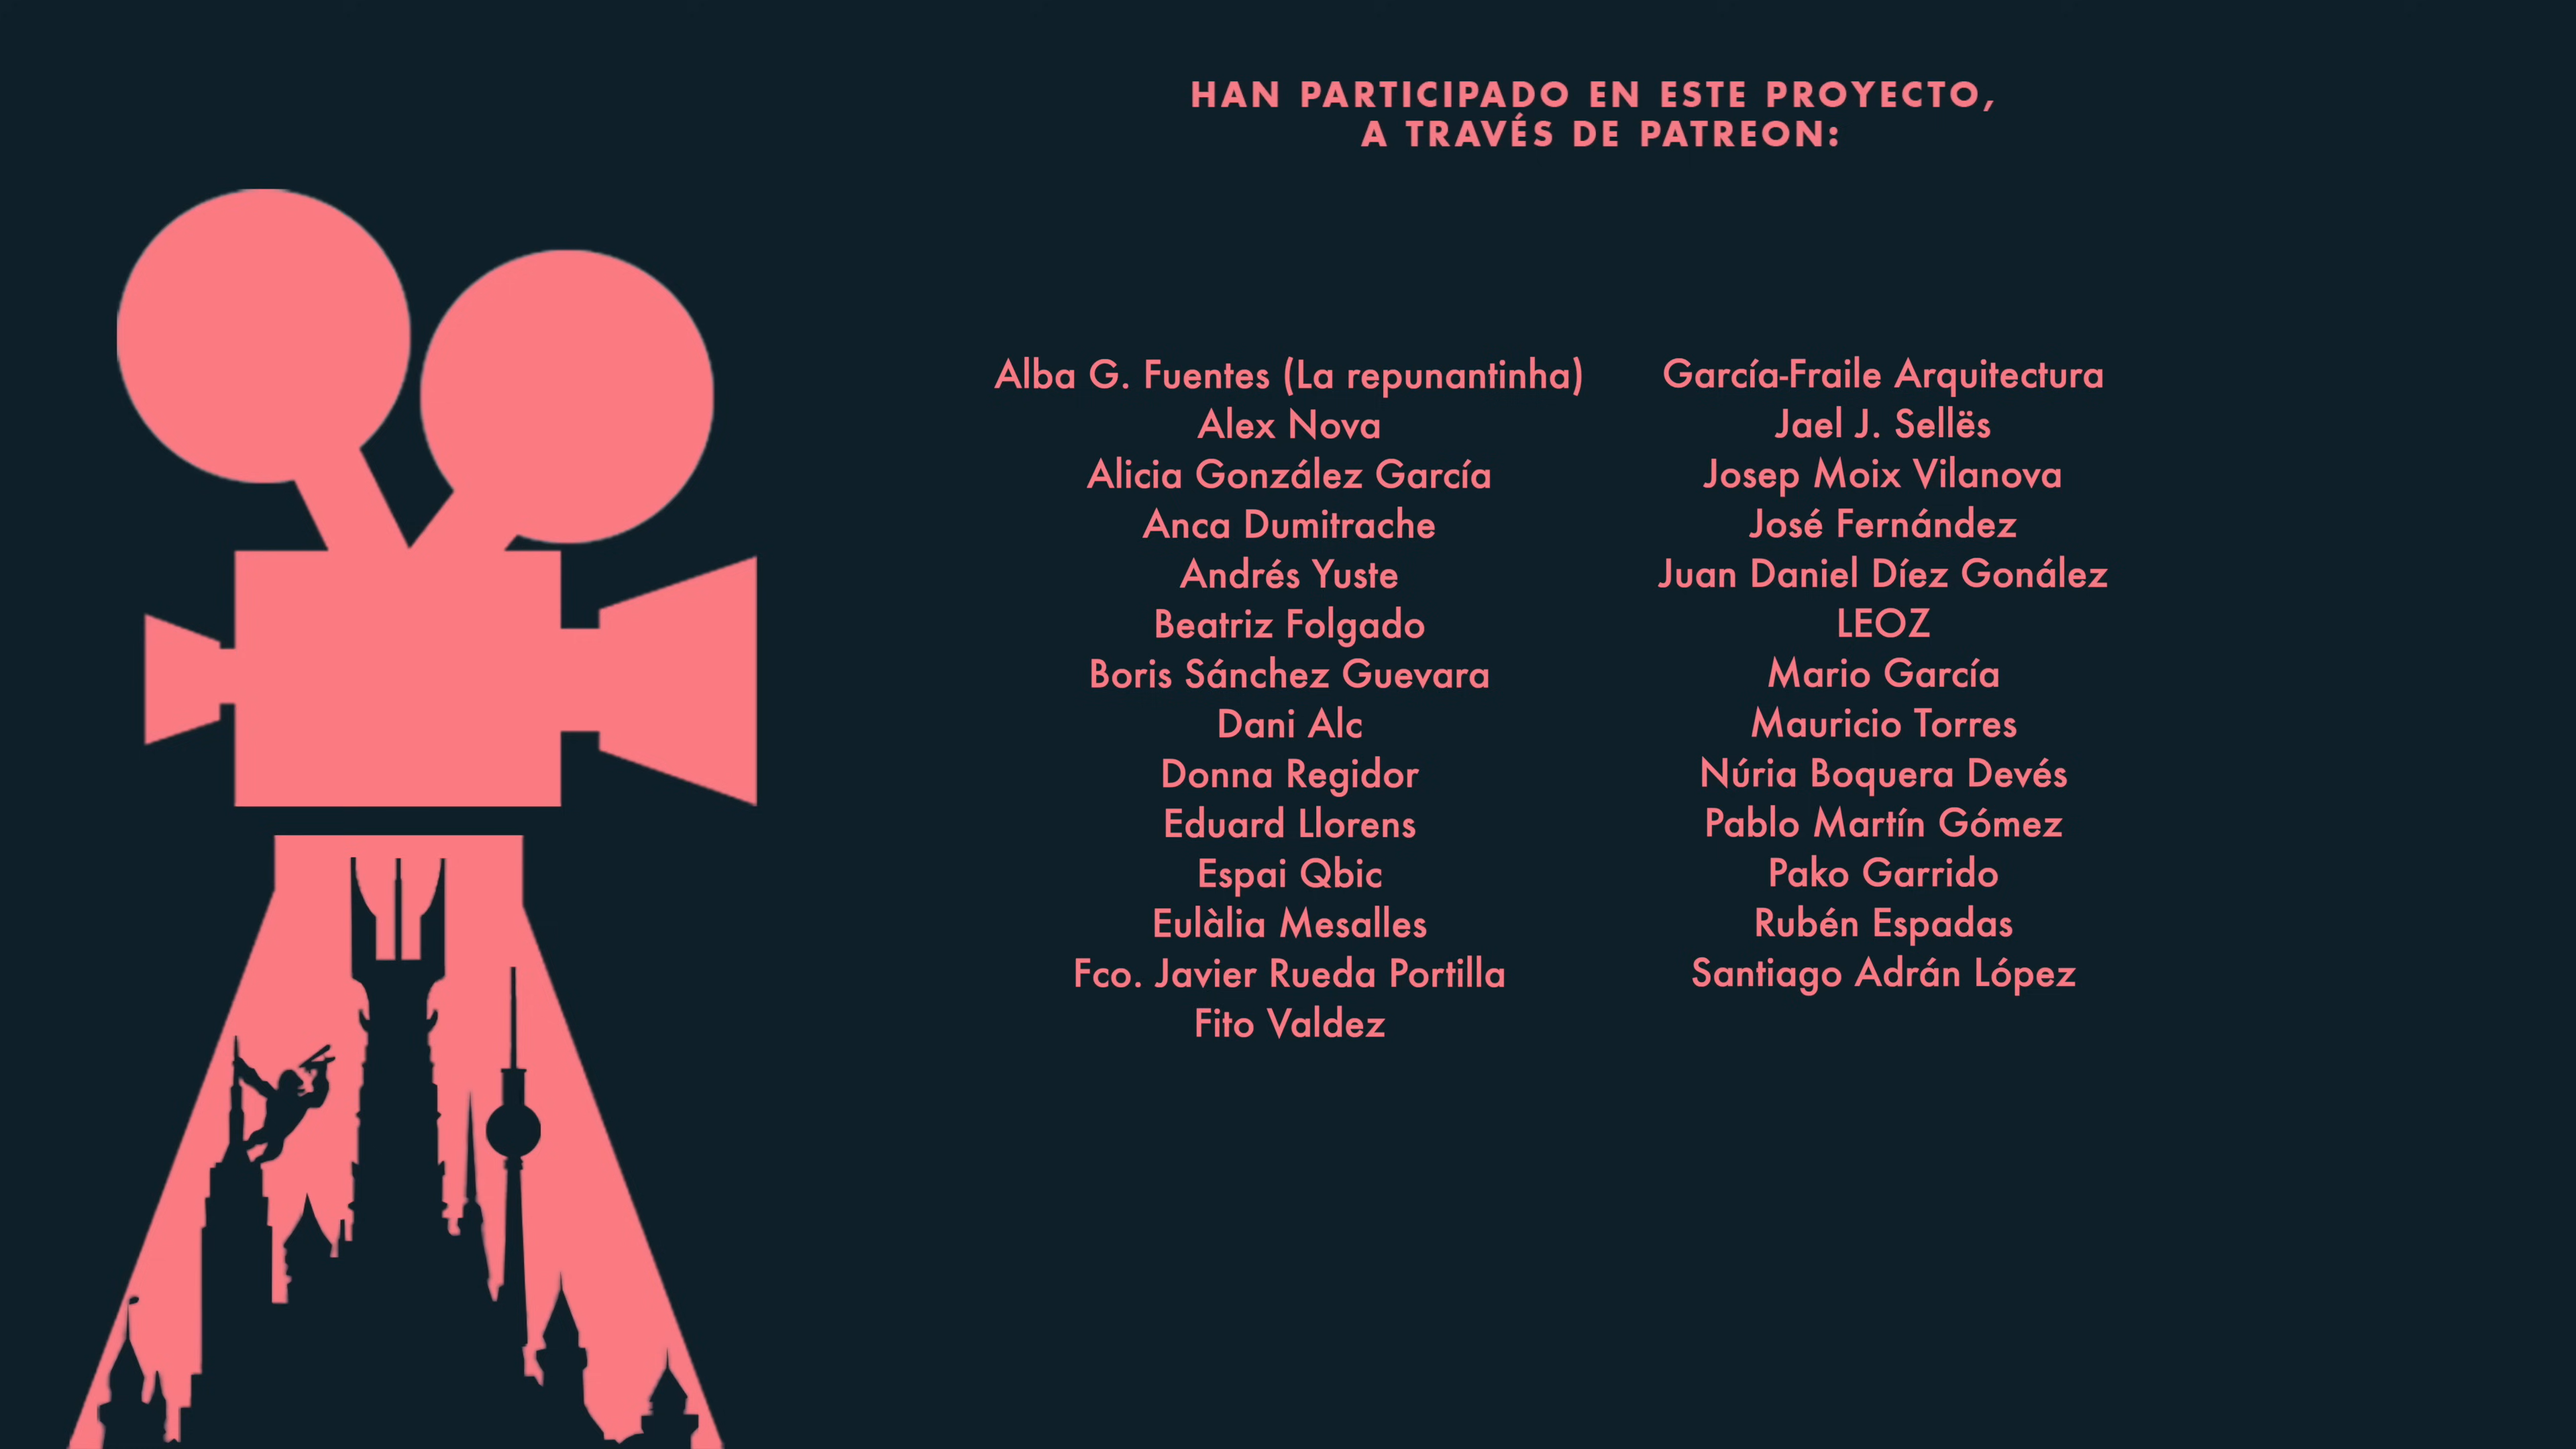 HAN PARTICIPADO EN ESTE PROYECTO,
A TRAVÉS DE PATREON:
Alba G. Fuentes (La repunantinha)
Alex Nova
Alicia González García
Anca Dumitrache
Andrés Yuste
Beatriz Folgado
Boris Sánchez Guevara
Dani Alc
Donna Regidor
Eduard Llorens
Espai Qbic
Eulàlia Mesalles
Fco. Javier Rueda Portilla
Fito Valdez
García-Fraile Arquitectura
Jael J. Sellës
Josep Moix Vilanova
José Fernández
Juan Daniel Díez Gonález
LEOZ
Mario García
Mauricio Torres
Núria Boquera Devés
Pablo Martín Gómez
Pako Garrido
Rubén Espadas
Santiago Adrán López